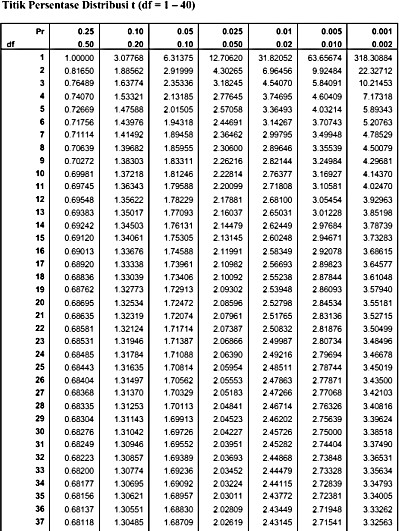 Titik Persentase Distribusi t (df = 1 – 40)
Pr 0.25 0.10 0.05 0.025 0.01 0.005 0.001
df 0.50 0.20 0.10 0.050 0.02 0.010 0.002
1 1.00000 3.07768 6.31375 12.70620 31.82052 63.65674 318.30884
2 0.81650 1.88562 2.91999 4.30265 6.96456 9.92484 22.32712
3 0.76489 1.63774 2.35336 3.18245 4.54070 5.84091 10.21453
4 0.74070 1.53321 2.13185 2.77645 3.74695 4.60409 7.17318
5 0.72669 1.47588 2.01505 2.57058 3.36493 4.03214 5.89343
6 0.71756 1.43976 1.94318 2.44691 3.14267 3.70743 5.20763
7 0.71114 1.41492 1.89458 2.36462 2.99795 3.49948 4.78529
8 0.70639 1.39682 1.85955 2.30600 2.89646 3.35539 4.50079
9 0.70272 1.38303 1.83311 2.26216 2.82144 3.24984 4.29681
10 0.69981 1.37218 1.81246 2.22814 2.76377 3.16927 4.14370
11 0.69745 1.36343 1.79588 2.20099 2.71808 3.10581 4.02470
12 0.69548 1.35622 1.78229 2.17881 2.68100 3.05454 3.92963
13 0.69383 1.35017 1.77093 2.16037 2.65031 3.01228 3.85198
14 0.69242 1.34503 1.76131 2.14479 2.62449 2.97684 3.78739
15 0.69120 1.34061 1.75305 2.13145 2.60248 2.94671 3.73283
16 0.69013 1.33676 1.74588 2.11991 2.58349 2.92078 3.68615
17 0.68920 1.33338 1.73961 2.10982 2.56693 2.89823 3.64577
18 0.68836 1.33039 1.73406 2.10092 2.55238 2.87844 3.61048
19 0.68762 1.32773 1.72913 2.09302 2.53948 2.86093 3.57940
20 0.68695 1.32534 1.72472 2.08596 2.52798 2.84534 3.55181
21 0.68635 1.32319 1.72074 2.07961 2.51765 2.83136 3.52715
22 0.68581 1.32124 1.71714 2.07387 2.50832 2.81876 3.50499
23 0.68531 1.31946 1.71387 2.06866 2.49987 2.80734 3.48496
24 0.68485 1.31784 1.71088 2.06390 2.49216 2.79694 3.46678
25 0.68443 1.31635 1.70814 2.05954 2.48511 2.78744 3.45019
26 0.68404 1.31497 1.70562 2.05553 2.47863 2.77871 3.43500
27 0.68368 1.31370 1.70329 2.05183 2.47266 2.77068 3.42103
28 0.68335 1.31253 1.70113 2.04841 2.46714 2.76326 3.40816
29 0.68304 1.31143 1.69913 2.04523 2.46202 2.75639 3.39624
30 0.68276 1.31042 1.69726 2.04227 2.45726 2.75000 3.38518
31 0.68249 1.30946 1.69552 2.03951 2.45282 2.74404 3.37490
32 0.68223 1.30857 1.69389 2.03693 2.44868 2.73848 3.36531
33 0.68200 1.30774 1.69236 2.03452 2.44479 2.73328 3.35634
34 0.68177 1.30695 1.69092 2.03224 2.44115 2.72839 3.34793
35 0.68156 1.30621 1.68957 2.03011 2.43772 2.72381 3.34005
36 0.68137 1.30551 1.68830 2.02809 2.43449 2.71948 3.33262
37 0.68118 1.30485 1.68709 2.02619 2.43145 2.71541 3.32563